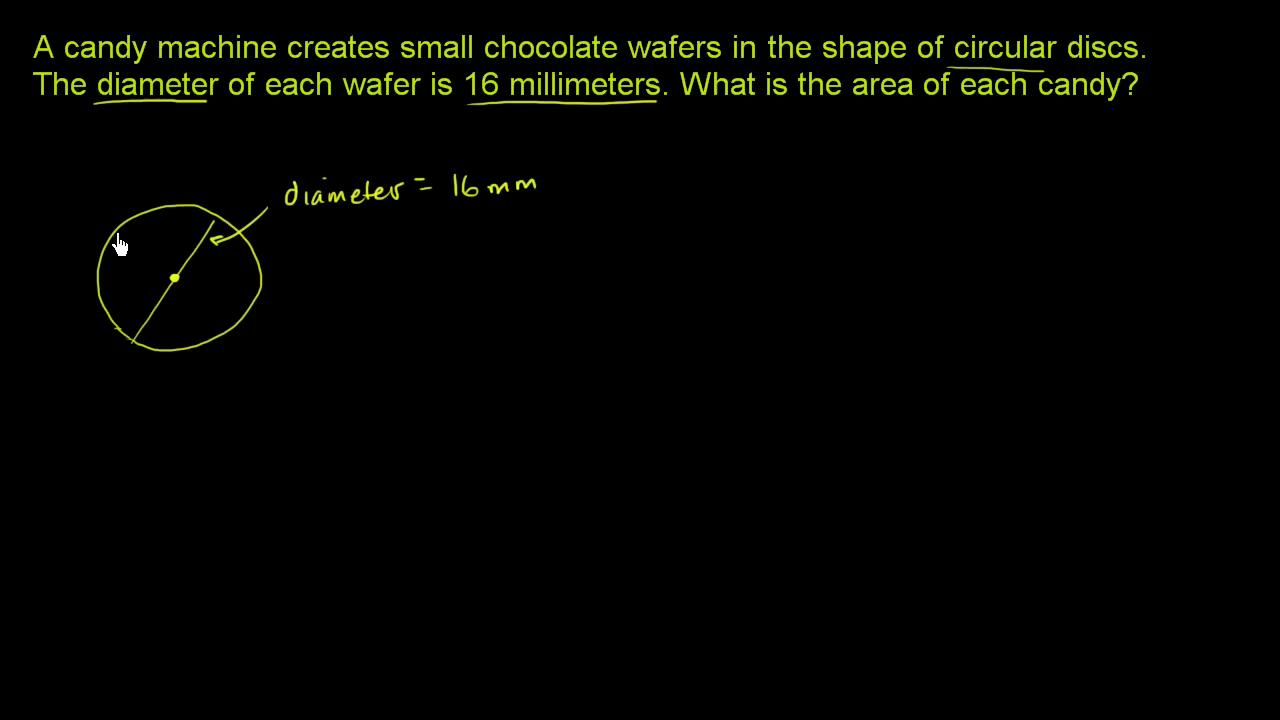 A candy machine creates small chocolate wafers in the shape of circular discs.
The diameter of each wafer is 16 millimeters. What is the area of each candy?
diameter = 16 mm